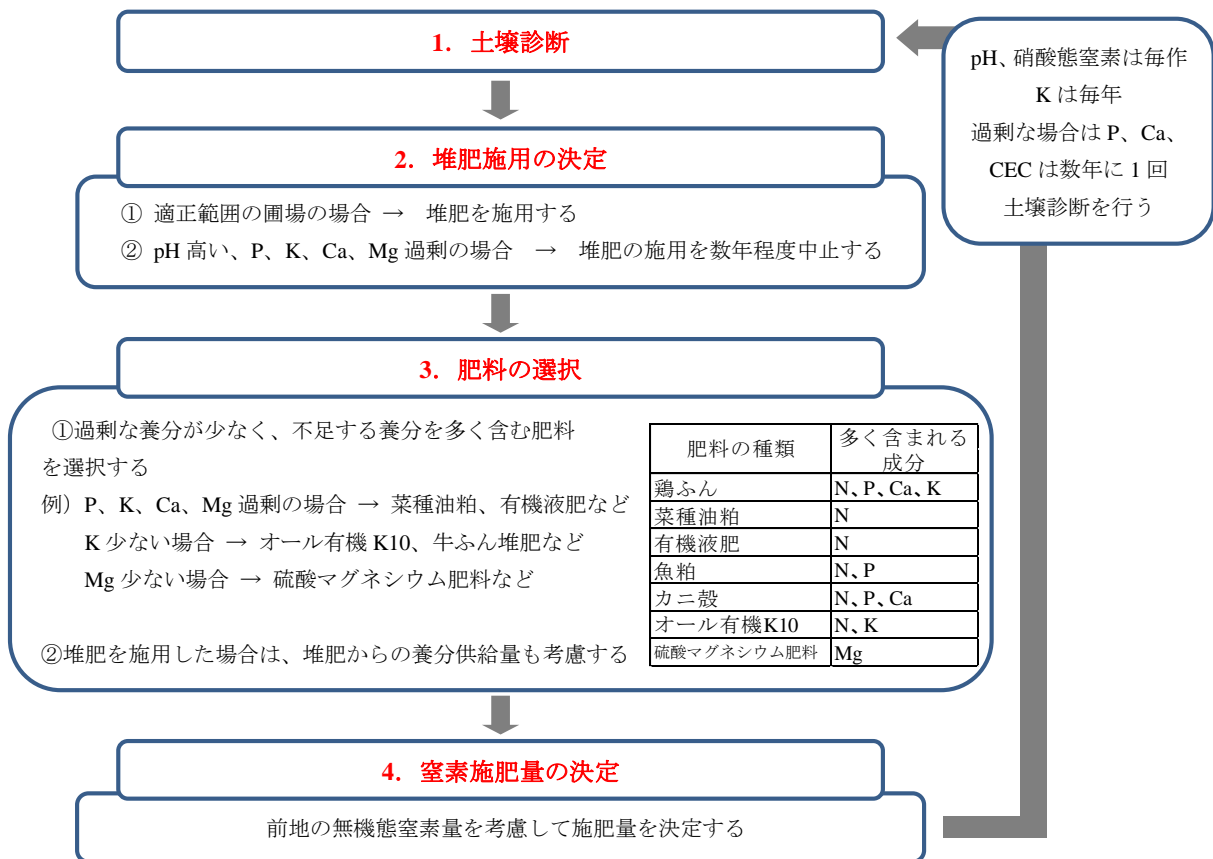 1. 土壌診断
pH、硝酸態窒素は毎作
K は毎年
過剰な場合は P、Ca、
CEC は数年に 1 回
土壌診断を行う
2. 堆肥施用の決定
① 適正範囲の圃場の場合 → 堆肥を施用する
② pH 高い、P、K、Ca、Mg 過剰の場合 → 堆肥の施用を数年程度中止する
3. 肥料の選択
①過剰な養分が少なく、不足する養分を多く含む肥料
を選択する
例）P、K、Ca、Mg 過剰の場合 → 菜種油粕、有機液肥など
K 少ない場合 → オール有機 K10、牛ふん堆肥など
Mg 少ない場合 → 硫酸マグネシウム肥料など
②堆肥を施用した場合は、堆肥からの養分供給量も考慮する
肥料の種類 多く含まれる
成分
鶏ふん N、P、Ca、K
菜種油粕 N
有機液肥 N
魚粕 N、P
カニ殻 N、P、Ca
オール有機K10 N、K
硫酸マグネシウム肥料 Mg
4. 窒素施肥量の決定
前地の無機態窒素量を考慮して施肥量を決定する